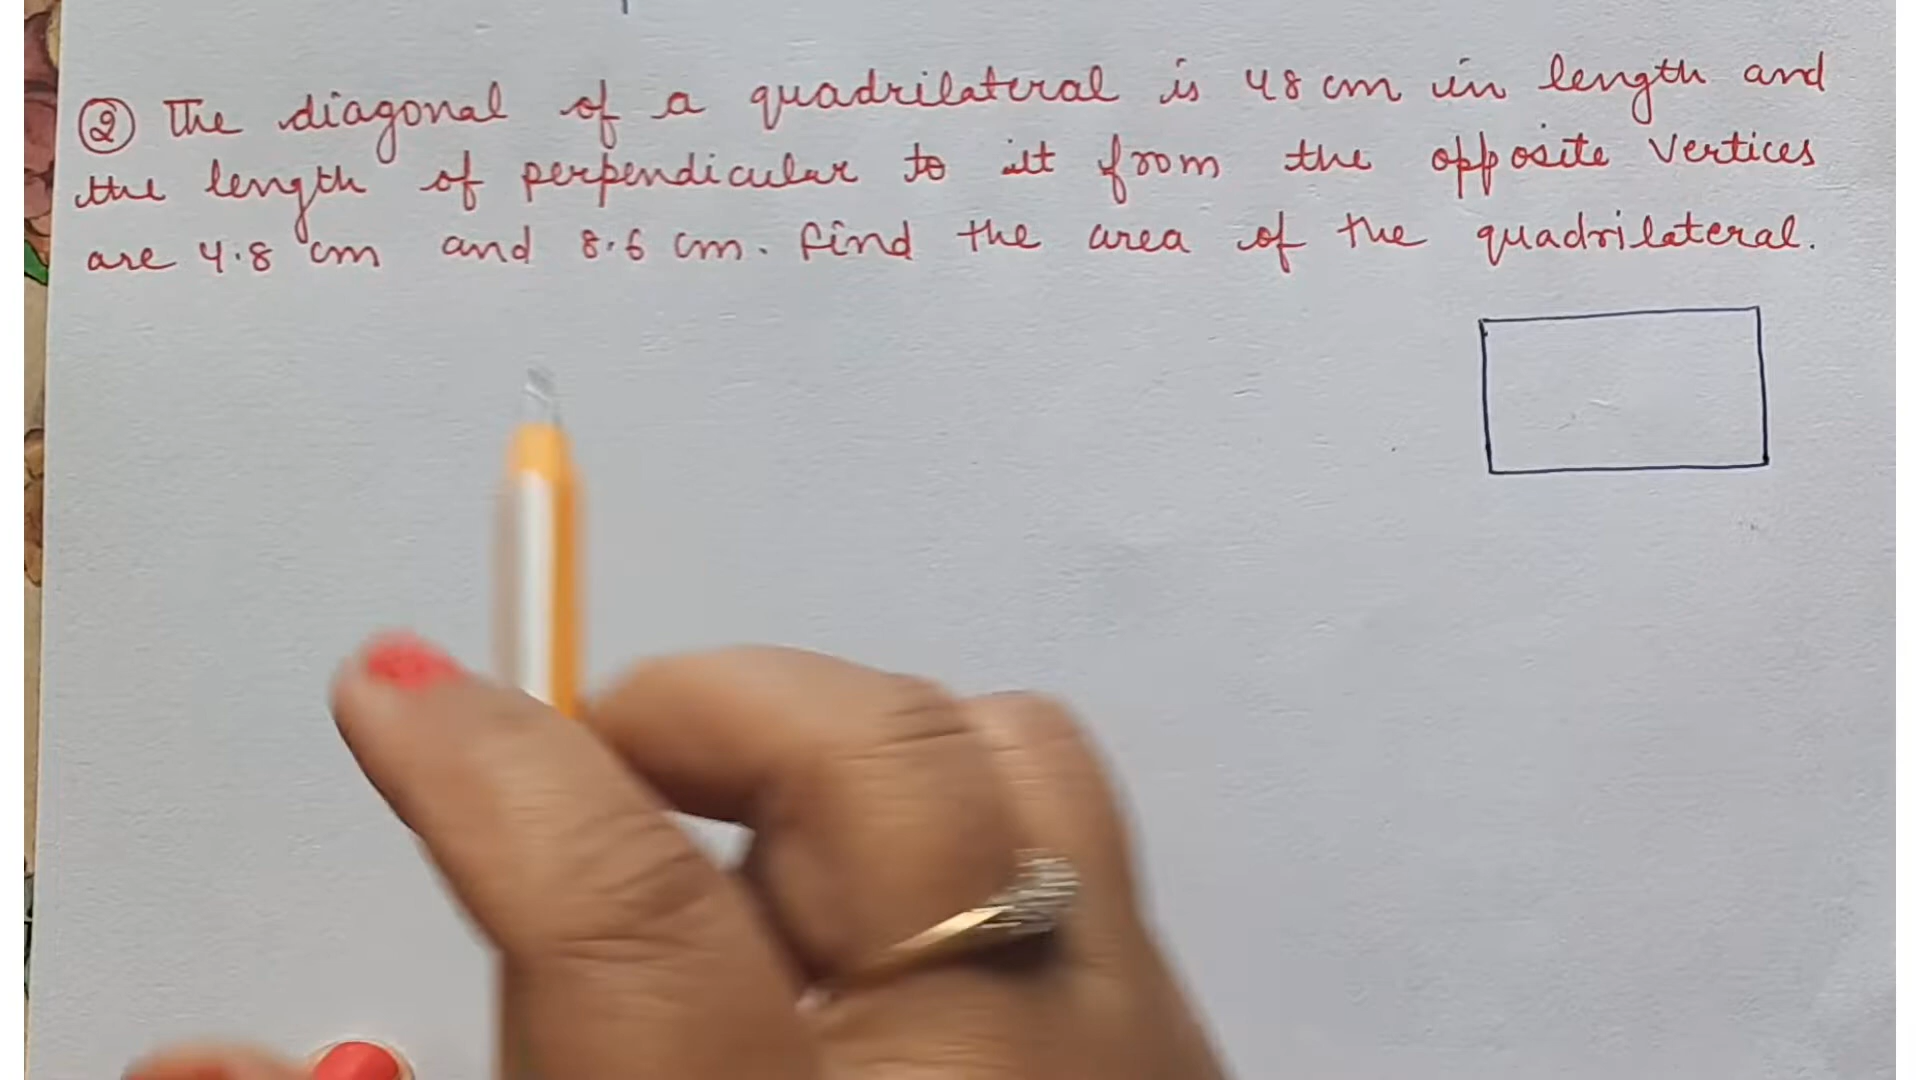 ② The diagonal of a quadrilateral is 48 cm in length and
the length of perpendicular to it from the opposite vertices
are 4.8 cm and 8.6 cm. Find the area of the quadrilateral.